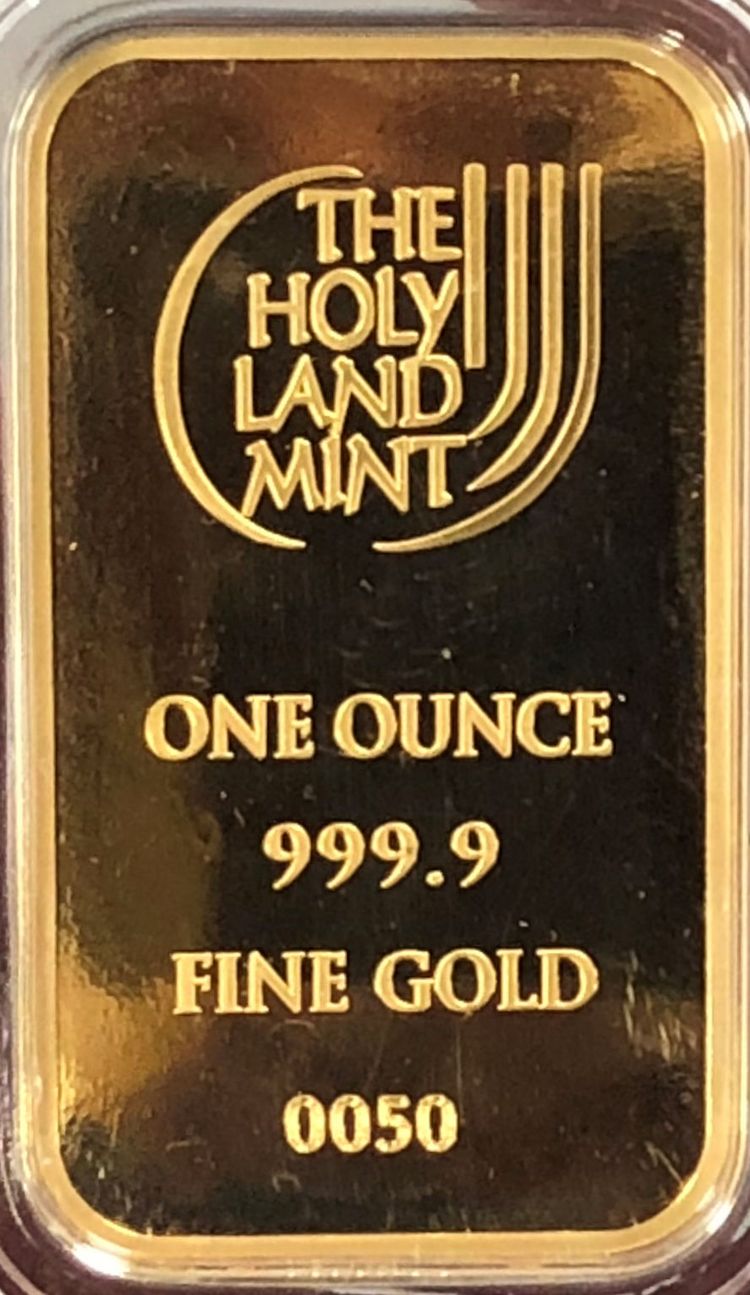 THE
HOLY
LAND
MINT
ONE OUNCE
999.9
FINE GOLD
0050